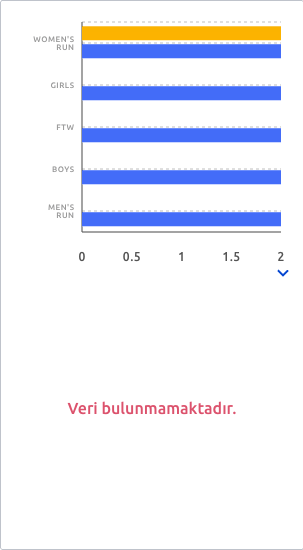 WOMEN'S
RUN
GIRLS
FTW
BOYS
MEN'S
RUN
0 0.5 1 1.5 2
Veri bulunmamaktadır.